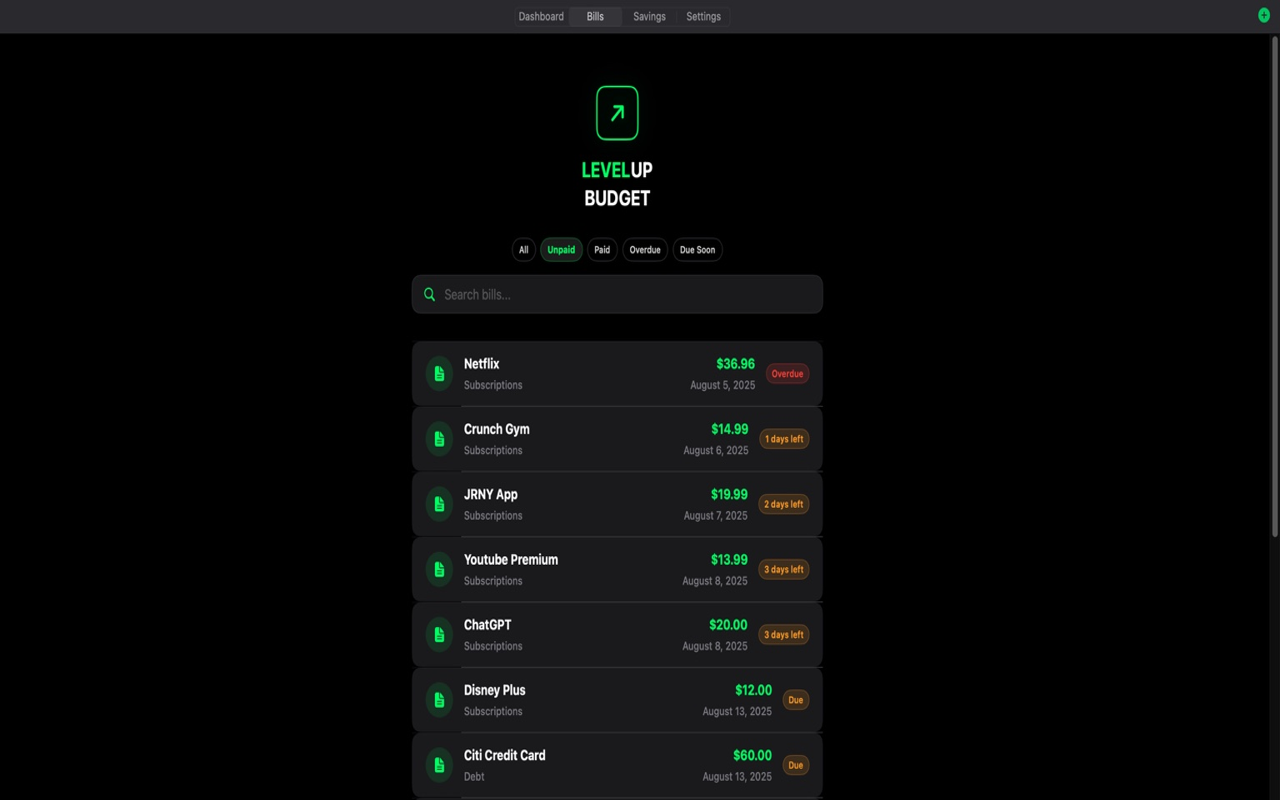 Dashboard Bills Savings Settings
LEVELUP
BUDGET
All Unpaid Paid Overdue Due Soon
Search bills...
Netflix $36.96
Subscriptions August 5, 2025 Overdue
Crunch Gym $14.99
Subscriptions August 6, 2025 1 days left
JRNY App $19.99
Subscriptions August 7, 2025 2 days left
Youtube Premium $13.99
Subscriptions August 8, 2025 3 days left
ChatGPT $20.00
Subscriptions August 8, 2025 3 days left
Disney Plus $12.00
Subscriptions August 13, 2025 Due
Citi Credit Card $60.00
Debt August 13, 2025 Due